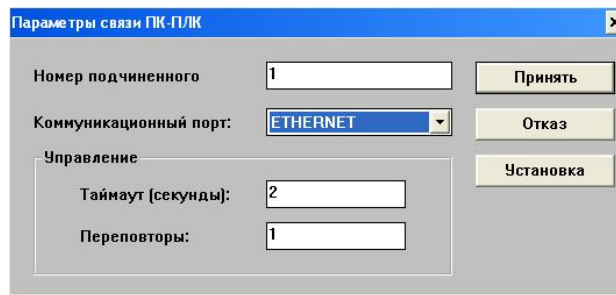 Параметры связи ПК-ПЛК
Номер подчиненного 1 Принять
Коммуникационный порт: ETHERNET Отказ
Управление Установка
Таймаут (секунды): 2
Переповторы: 1